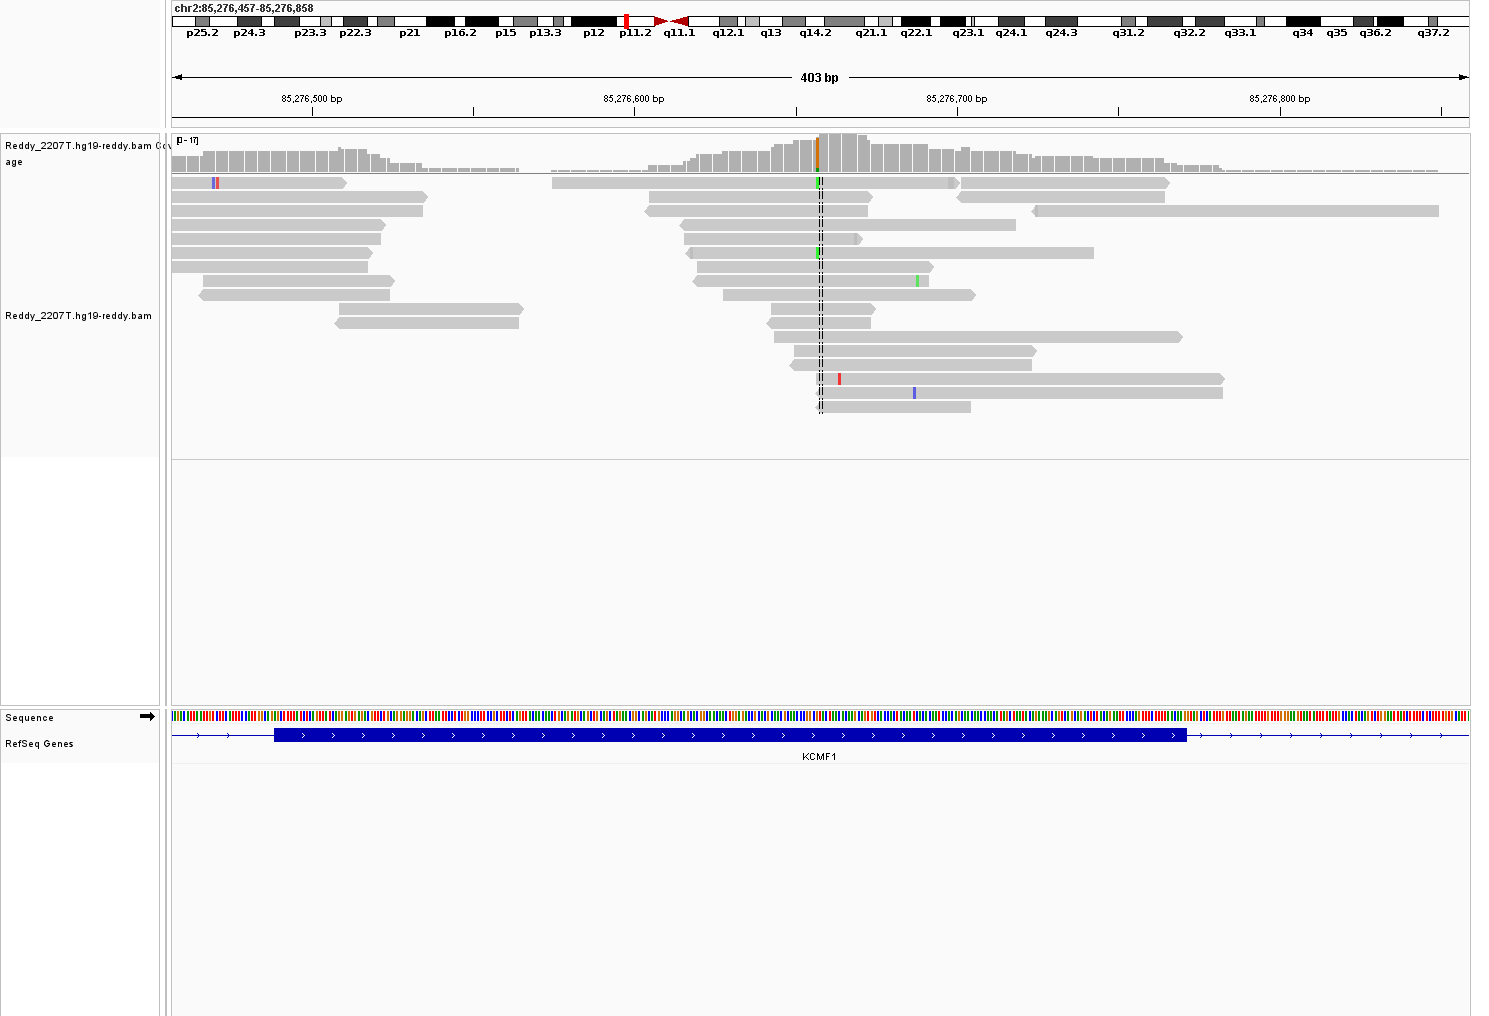 chr2:85,276,457-85,276,858
p25.2 p24.3 p23.3 p22.3 p21 p16.2 p15 p13.3 p12 p11.2 q11.1 q12.1 q13 q14.2 q21.1 q22.1 q23.1 q24.1 q24.3 q31.2 q32.2 q33.1 q34 q35 q36.2 q37.2
403 bp
85,276,500 bp 85,276,600 bp 85,276,700 bp 85,276,800 bp
[0 - 17]
Reddy_2207T.hg19-reddy.bam Cov
age
Reddy_2207T.hg19-reddy.bam
Sequence
RefSeq Genes
KCMF1